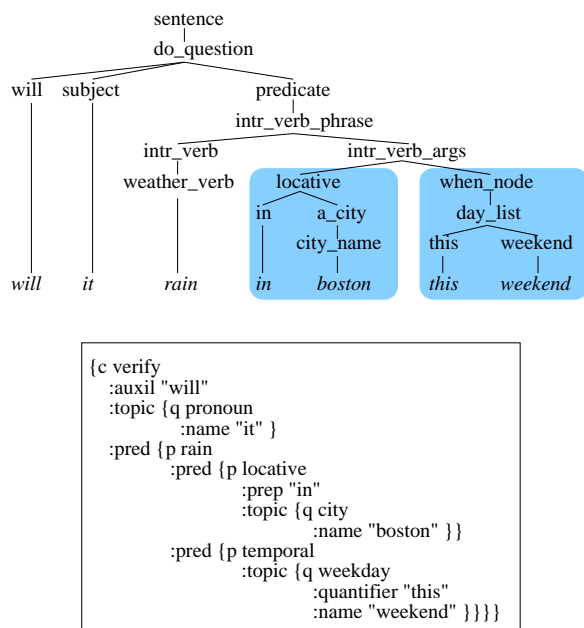 sentence
do_question
will subject predicate
intr_verb_phrase
intr_verb intr_verb_args
weather_verb locative when_node
in a_city day_list
city_name this weekend
will it rain in boston this weekend
{c verify
:auxil "will"
:topic {q pronoun
:name "it" }
:pred {p rain
:pred {p locative
:prep "in"
:topic {q city
:name "boston" }}
:pred {p temporal
:topic {q weekday
:quantifier "this"
:name "weekend" }}}}